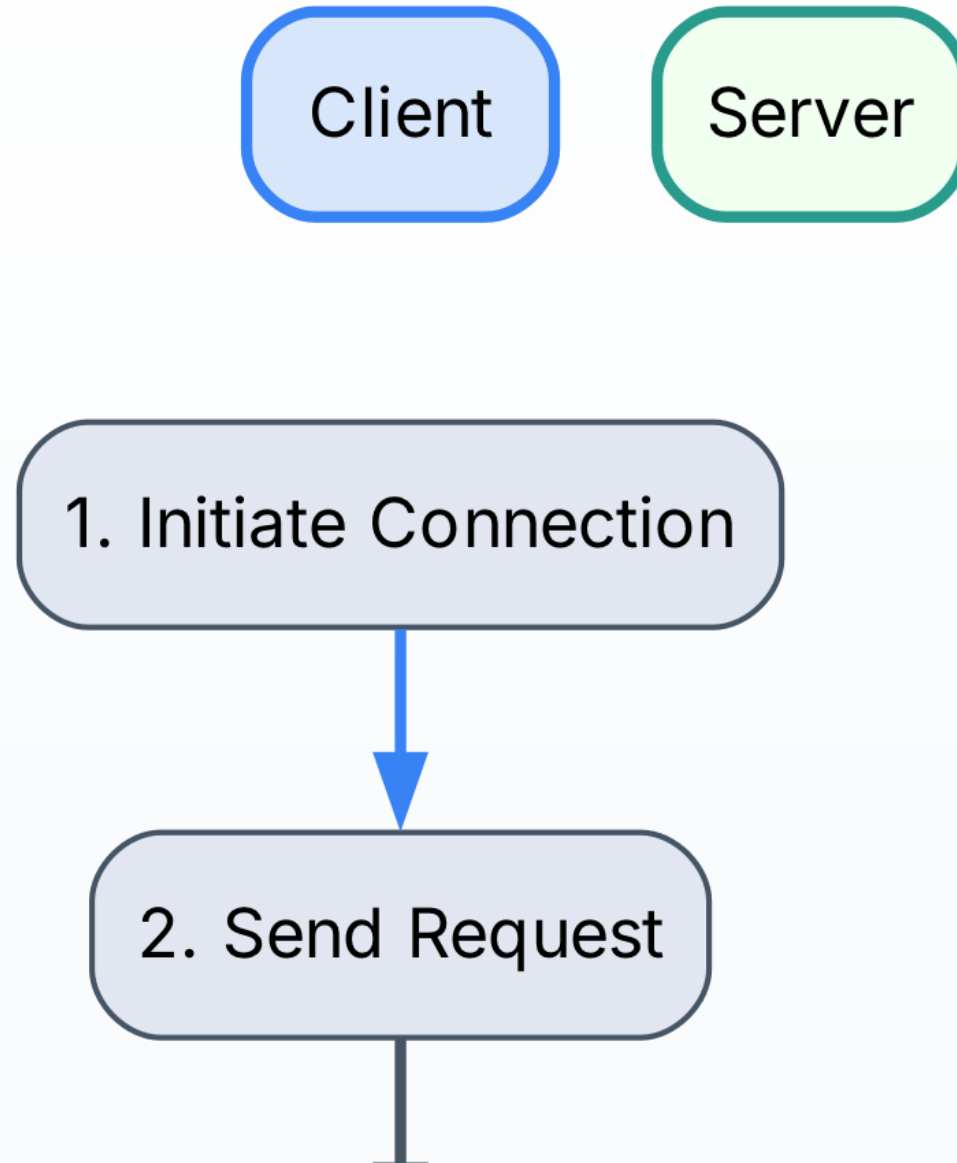 Client
Server
1. Initiate Connection
2. Send Request